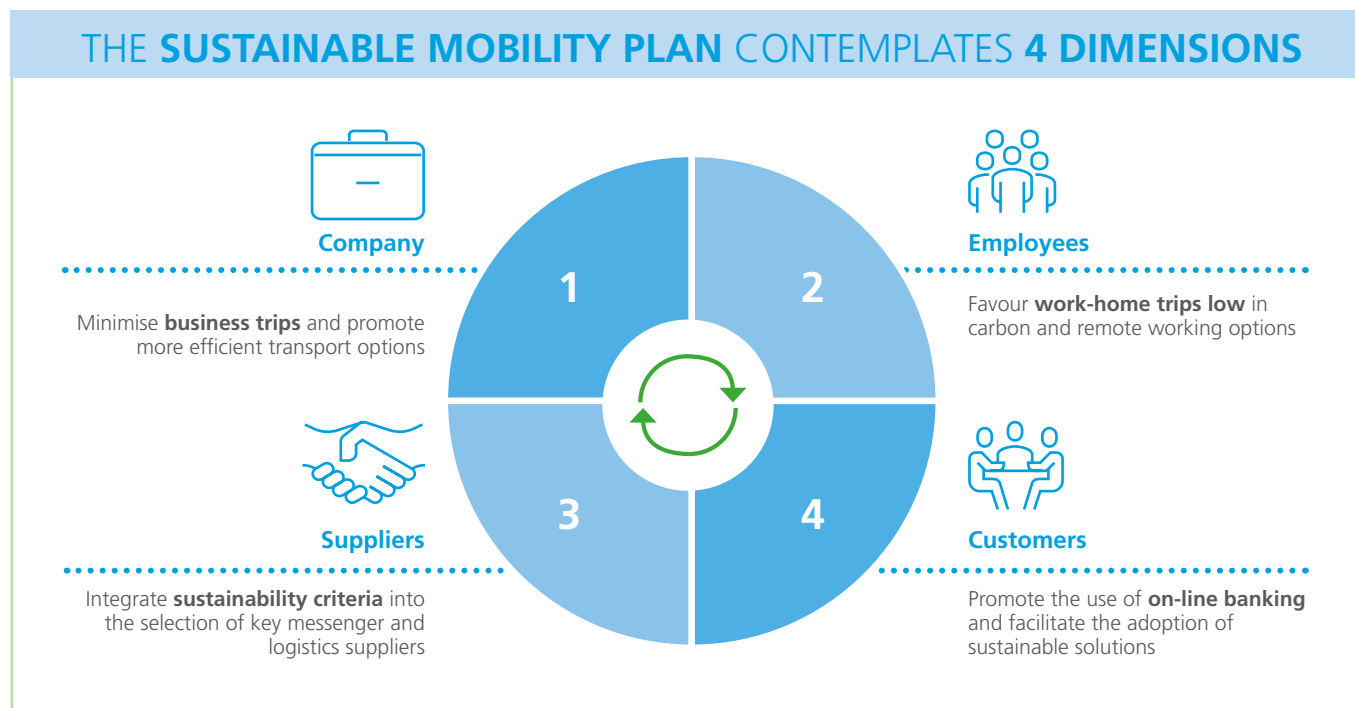 THE SUSTAINABLE MOBILITY PLAN CONTEMPLATES 4 DIMENSIONS
Company
1
Minimise business trips and promote
more efficient transport options
Employees
2
Favour work-home trips low in
carbon and remote working options
Suppliers
3
Integrate sustainability criteria into
the selection of key messenger and
logistics suppliers
Customers
4
Promote the use of on-line banking
and facilitate the adoption of
sustainable solutions